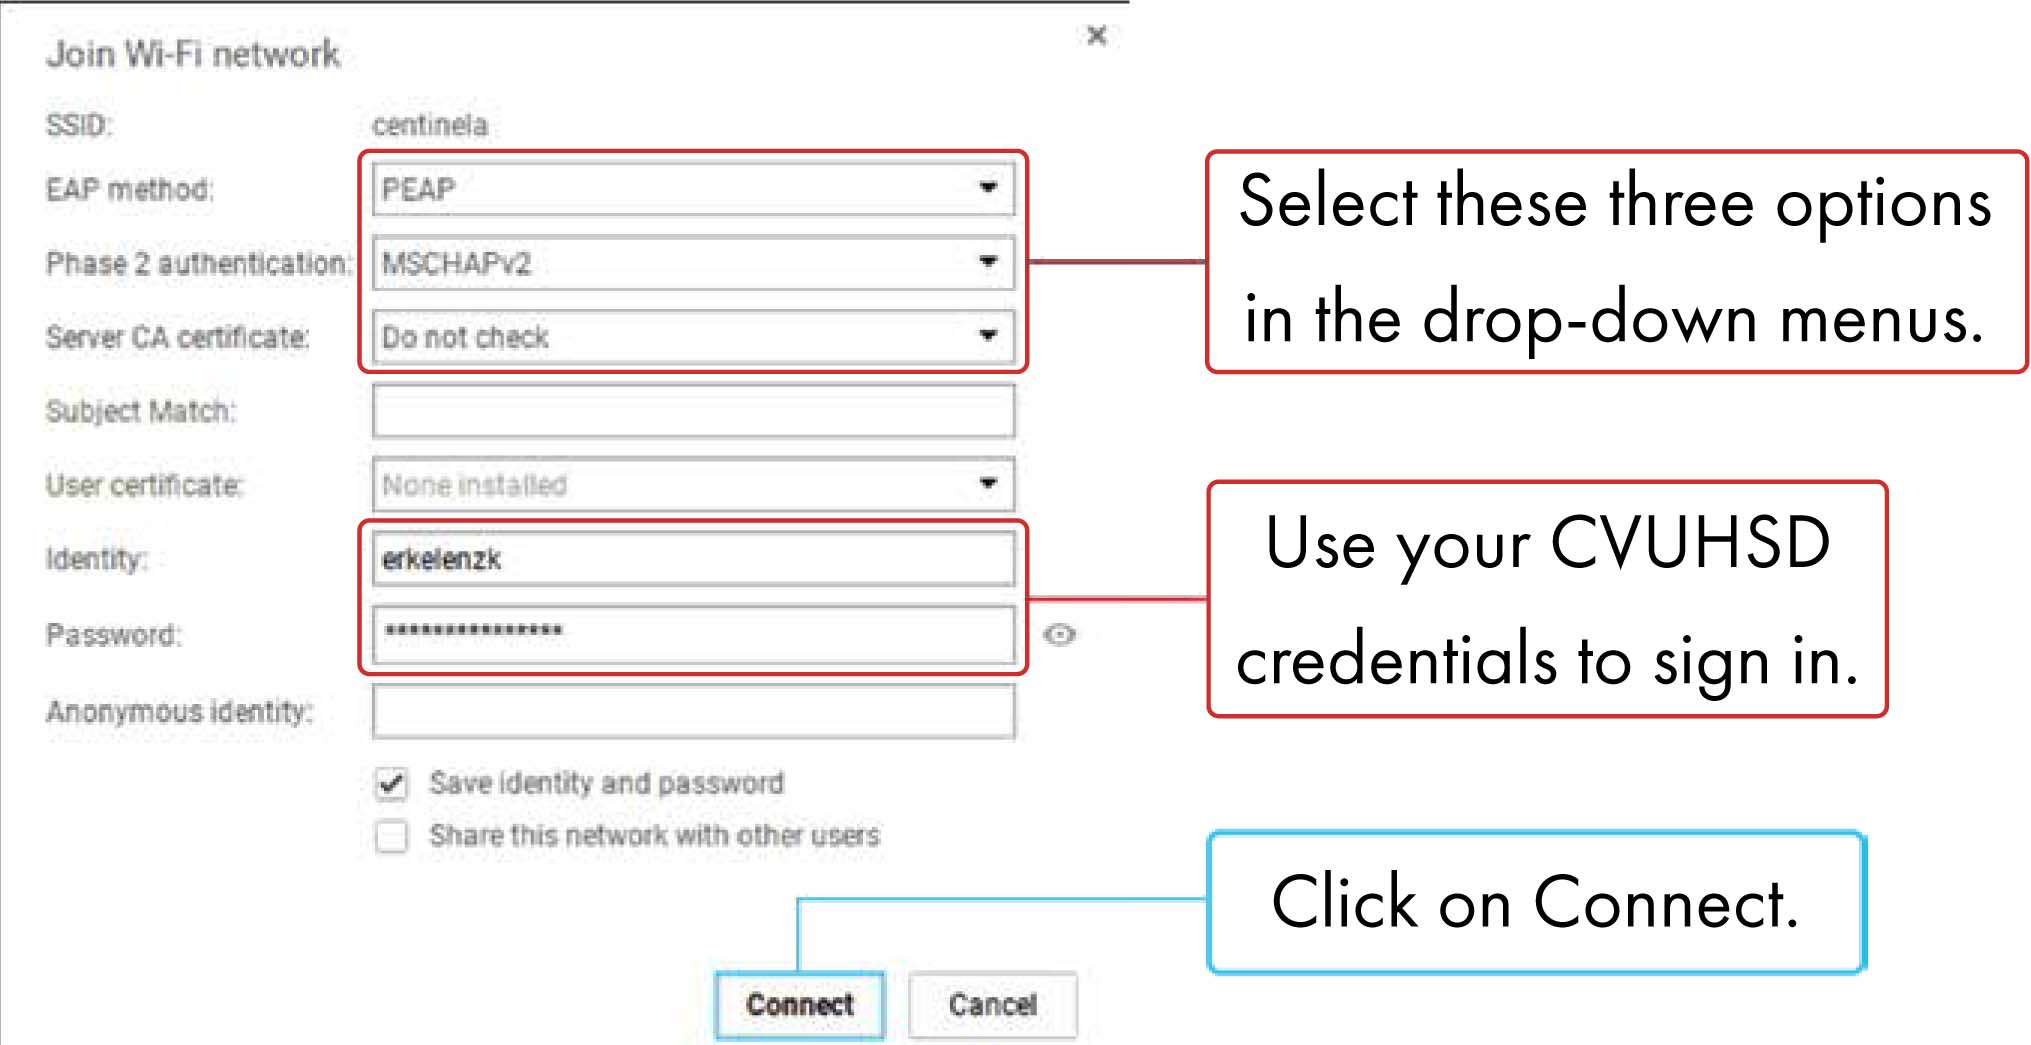 Join Wi-Fi network
×
SSID: centinela
EAP method: PEAP
Phase 2 authentication: MSCHAPv2
Server CA certificate: Do not check
Subject Match:
User certificate: None installed
Identity: erkelenzk
Password: ***************
Anonymous identity:
Save identity and password
Share this network with other users
Connect Cancel
Select these three options
in the drop-down menus.
Use your CVUHSD
credentials to sign in.
Click on Connect.